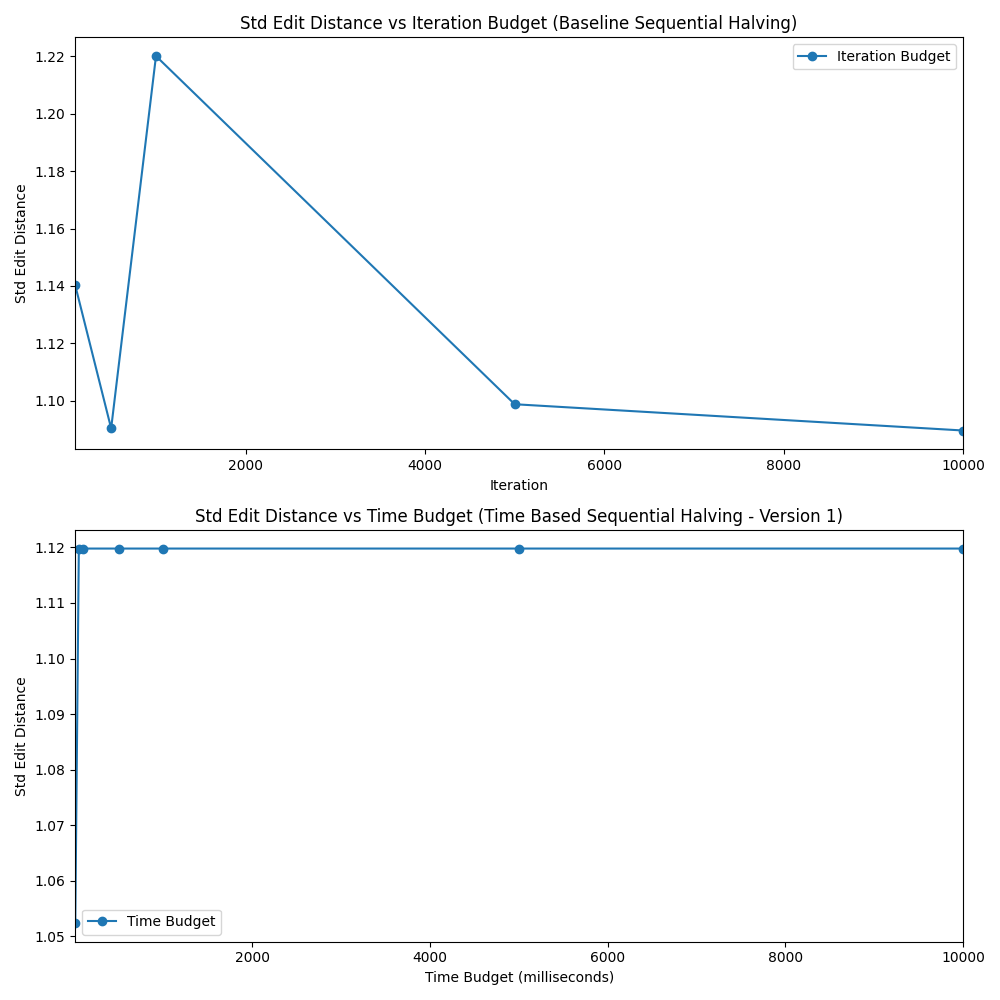 Std Edit Distance vs Iteration Budget (Baseline Sequential Halving)
Iteration Budget
1.22
1.20
1.18
1.16
1.14
1.12
1.10
Std Edit Distance
2000 4000 6000 8000 10000
Iteration
Std Edit Distance vs Time Budget (Time Based Sequential Halving - Version 1)
1.12
1.11
1.10
1.09
1.08
1.07
1.06
1.05
Std Edit Distance
Time Budget
2000 4000 6000 8000 10000
Time Budget (milliseconds)